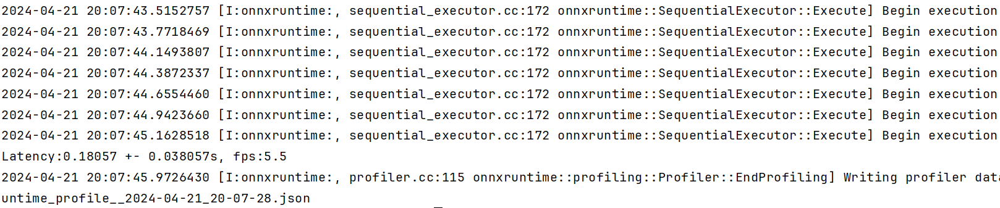 2024-04-21 20:07:43.5152757 [I:onnxruntime:, sequential_executor.cc:172 onnxruntime::SequentialExecutor::Execute] Begin execution
2024-04-21 20:07:43.7718469 [I:onnxruntime:, sequential_executor.cc:172 onnxruntime::SequentialExecutor::Execute] Begin execution
2024-04-21 20:07:44.1493807 [I:onnxruntime:, sequential_executor.cc:172 onnxruntime::SequentialExecutor::Execute] Begin execution
2024-04-21 20:07:44.3872337 [I:onnxruntime:, sequential_executor.cc:172 onnxruntime::SequentialExecutor::Execute] Begin execution
2024-04-21 20:07:44.6554460 [I:onnxruntime:, sequential_executor.cc:172 onnxruntime::SequentialExecutor::Execute] Begin execution
2024-04-21 20:07:44.9423660 [I:onnxruntime:, sequential_executor.cc:172 onnxruntime::SequentialExecutor::Execute] Begin execution
2024-04-21 20:07:45.1628518 [I:onnxruntime:, sequential_executor.cc:172 onnxruntime::SequentialExecutor::Execute] Begin execution
Latency:0.18057 +- 0.038057s, fps:5.5
2024-04-21 20:07:45.9726430 [I:onnxruntime:, profiler.cc:115 onnxruntime::profiling::Profiler::EndProfiling] Writing profiler data
untime_profile__2024-04-21_20-07-28.json